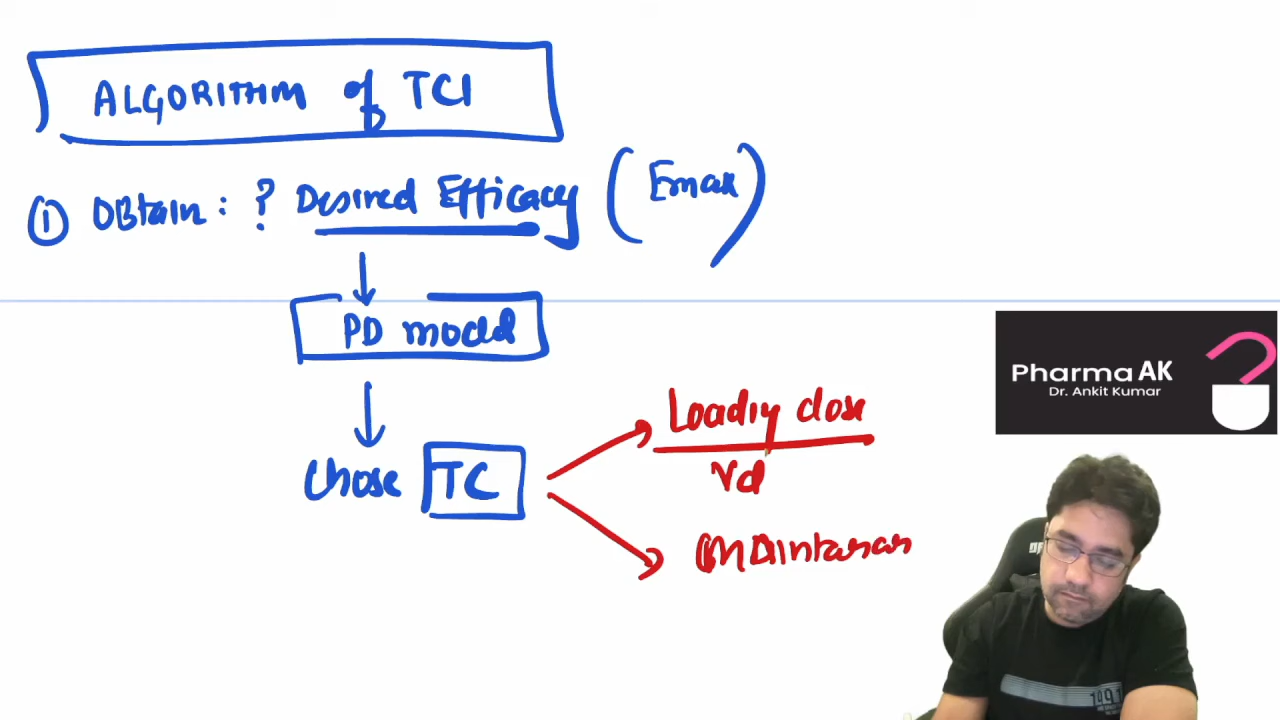 ALGORITHM of TCI
① OBtain: ? Desired Efficacy (Emax)
PD model
chose TC
Loading dose
Vd
Pharma AK
Dr. Ankit Kumar